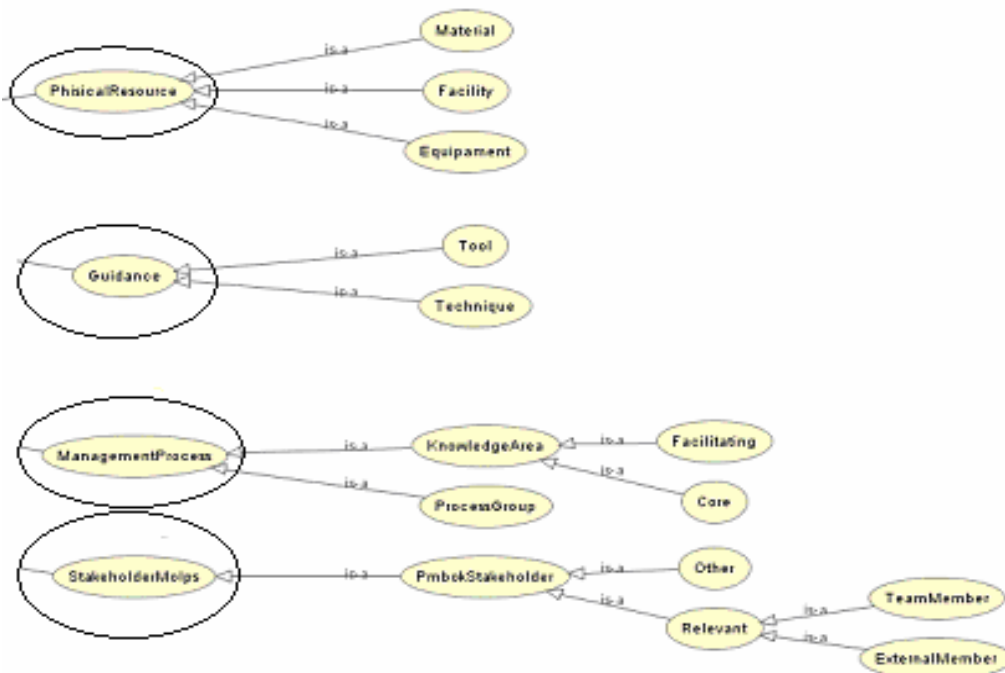 Material
is-a
PhisicalResource
is-a
Facility
is-a
Equipament
Tool
is-a
Guidance
is-a
Technique
ManagementProcess
is-a
KnowledgeArea
is-a
Facilitating
is-a
is-a
Core
ProcessGroup
StakeholderMolps
is-a
PmbokStakeholder
is-a
Other
is-a
Relevant
is-a
TeamMember
is-a
ExternalMember